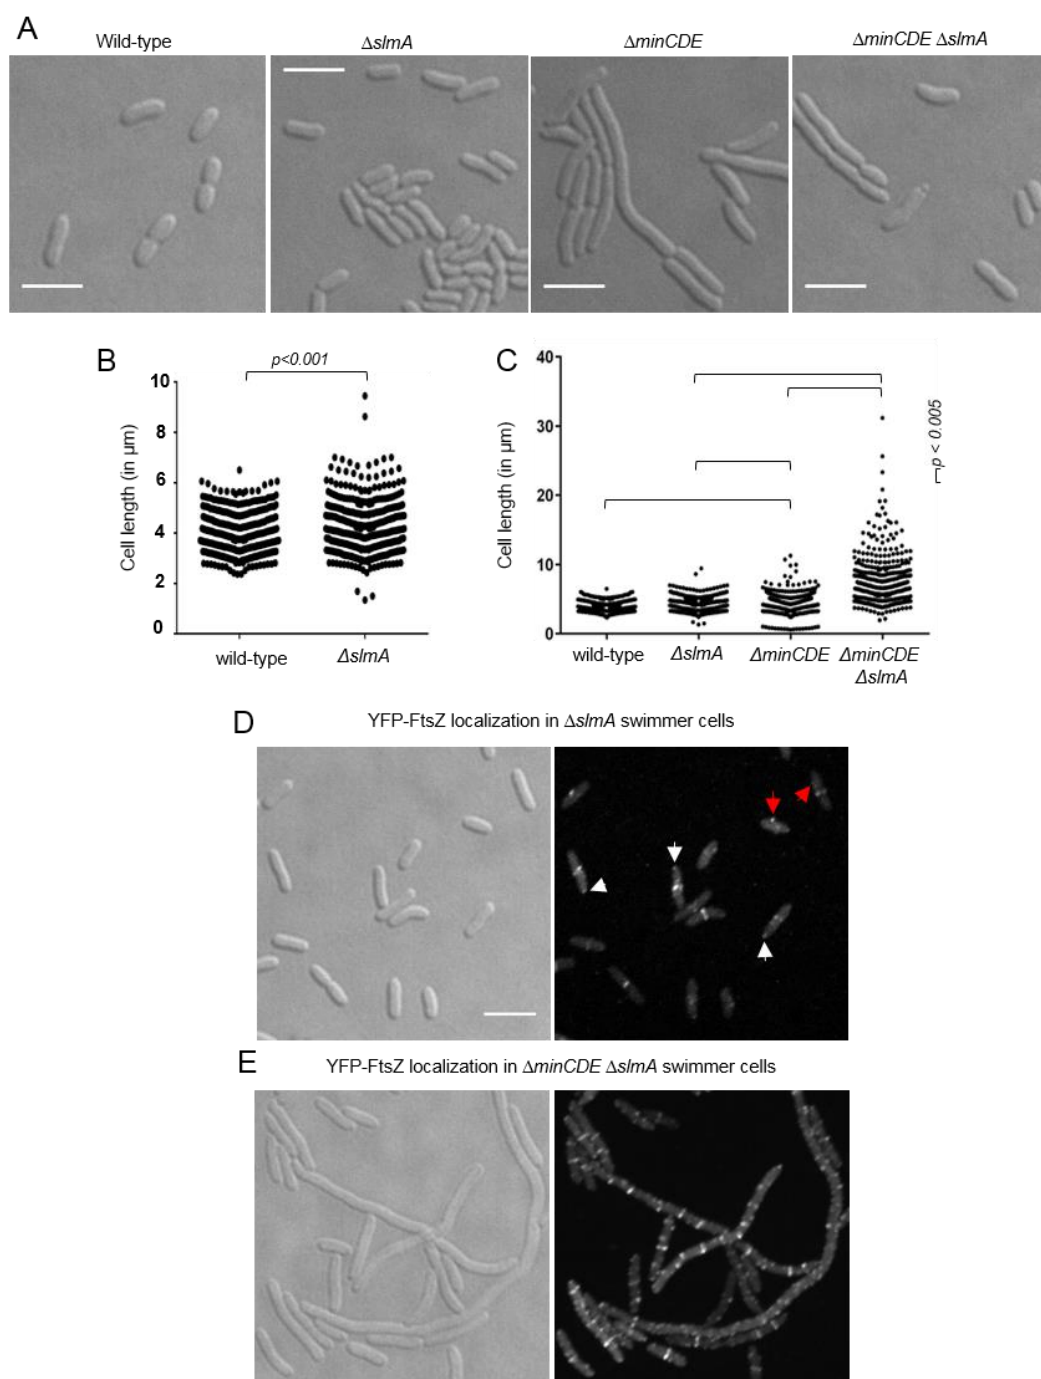 A
Wild-type
ΔslmA
ΔminCDE
ΔminCDE ΔslmA
B
p<0.001
Cell length (in μm)
10
8
6
4
2
0
wild-type
ΔslmA
C
Cell length (in μm)
40
30
20
10
0
p < 0.005
wild-type
ΔslmA
ΔminCDE
ΔminCDE
ΔslmA
D
YFP-FtsZ localization in ΔslmA swimmer cells
E
YFP-FtsZ localization in ΔminCDE ΔslmA swimmer cells